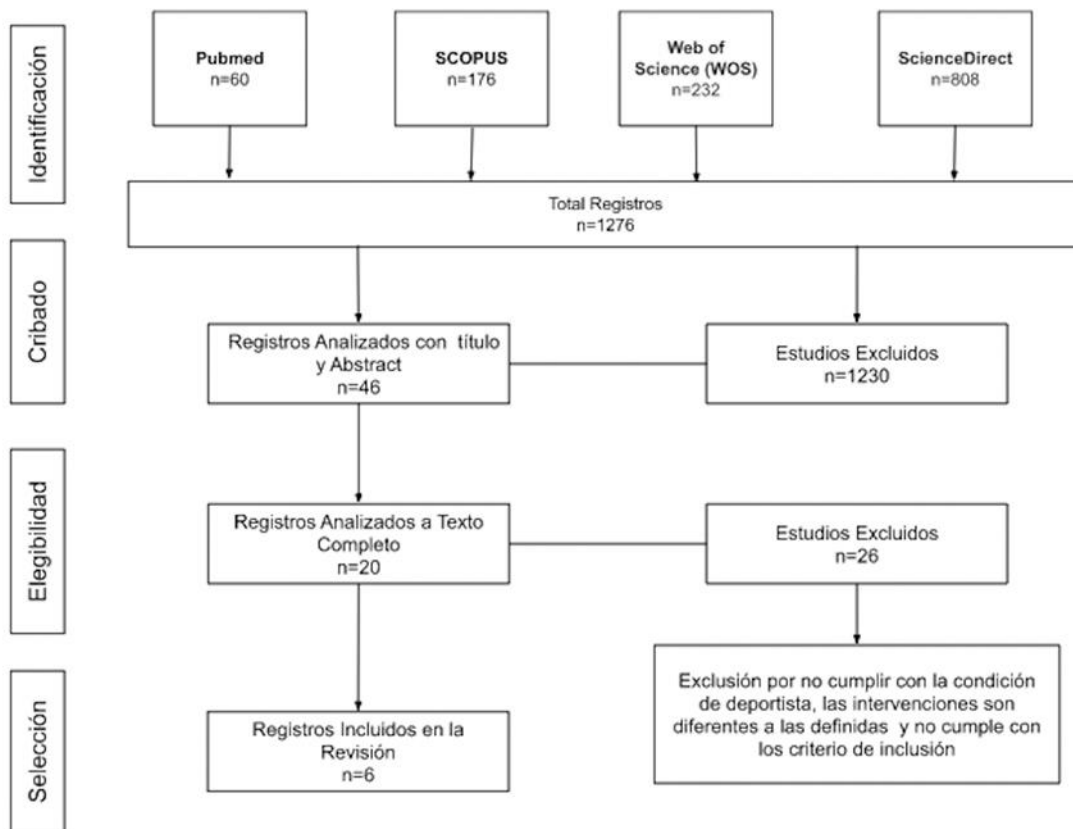 Identificación
Pubmed
n=60
SCOPUS
n=176
Web of
Science (WOS)
n=232
ScienceDirect
n=808
Total Registros
n=1276
Cribado
Registros Analizados con título
y Abstract
n=46
Estudios Excluidos
n=1230
Elegibilidad
Registros Analizados a Texto
Completo
n=20
Estudios Excluidos
n=26
Selección
Registros Incluidos en la
Revisión
n=6
Exclusión por no cumplir con la condición
de deportista, las intervenciones son
diferentes a las definidas y no cumple con
los criterio de inclusión